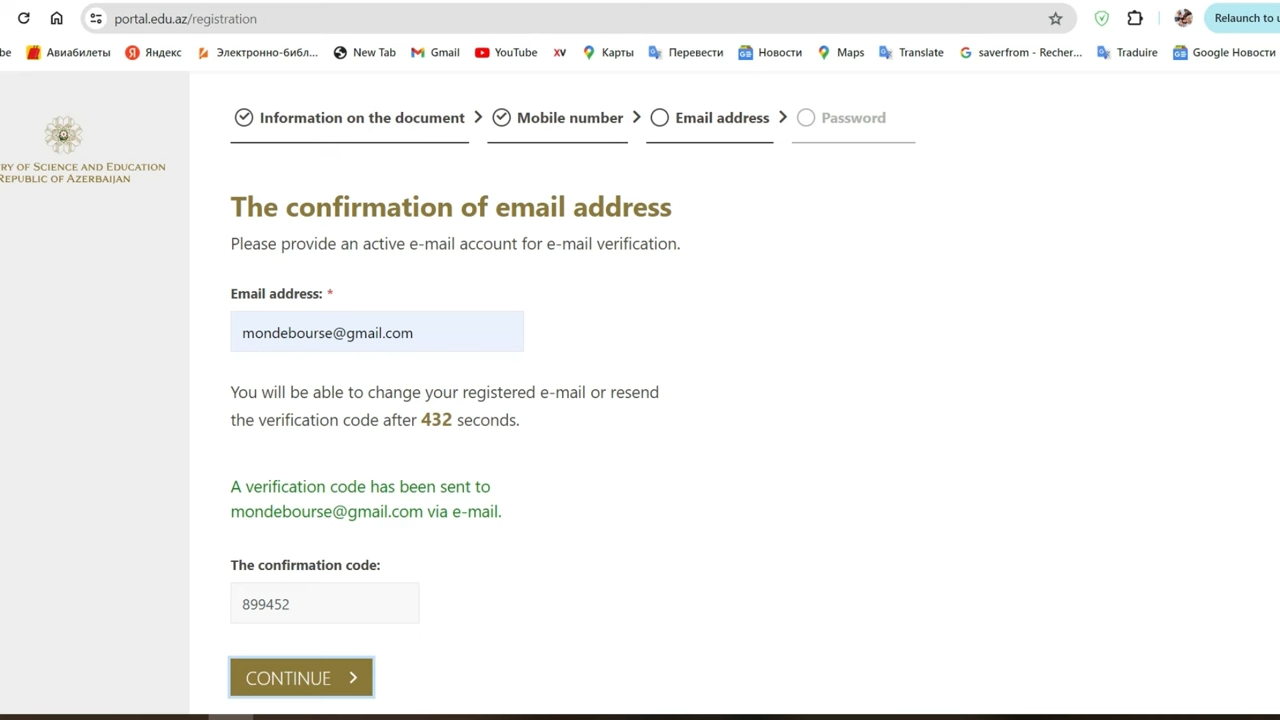 portal.edu.az/registration
Relaunch to u
be
Авиабилеты
Яндекс
Электронно-библ...
New Tab
Gmail
YouTube
XV
Карты
Перевести
Новости
Maps
Translate
saverfrom - Recher...
Traduire
Google Новости
RY OF SCIENCE AND EDUCATION
REPUBLIC OF AZERBAIJAN
Information on the document
Mobile number
Email address
Password
The confirmation of email address
Please provide an active e-mail account for e-mail verification.
Email address: *
mondebourse@gmail.com
You will be able to change your registered e-mail or resend
the verification code after 432 seconds.
A verification code has been sent to
mondebourse@gmail.com via e-mail.
The confirmation code:
899452
CONTINUE